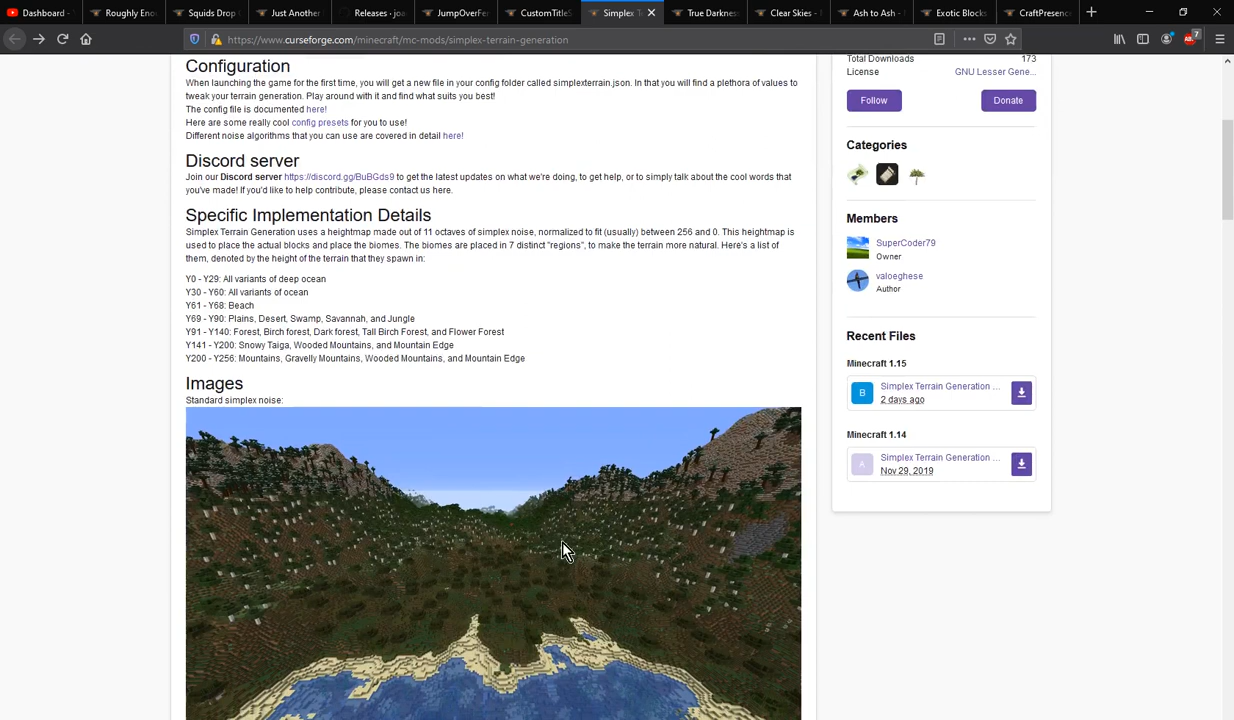 Dashboard - Y
Roughly Eno
Squids Drop
Just Another
Releases · joa
JumpOverFer
CustomTitleS
Simplex Te
True Darkness
Clear Skies -
Ash to Ash -
Exotic Blocks
CraftPresence
https://www.curseforge.com/minecraft/mc-mods/simplex-terrain-generation
7
Configuration
When launching the game for the first time, you will get a new file in your config folder called simplexterrain.json. In that you will find a plethora of values to
tweak your terrain generation. Play around with it and find what suits you best!
The config file is documented here!
Here are some really cool config presets for you to use!
Different noise algorithms that you can use are covered in detail here!
Discord server
Join our Discord server https://discord.gg/BuBGds9 to get the latest updates on what we're doing, to get help, or to simply talk about the cool words that
you've made! If you'd like to help contribute, please contact us here.
Specific Implementation Details
Simplex Terrain Generation uses a heightmap made out of 11 octaves of simplex noise, normalized to fit (usually) between 256 and 0. This heightmap is
used to place the actual blocks and place the biomes. The biomes are placed in 7 distinct "regions", to make the terrain more natural. Here's a list of
them, denoted by the height of the terrain that they spawn in:
Y0 - Y29: All variants of deep ocean
Y30 - Y60: All variants of ocean
Y61 - Y68: Beach
Y69 - Y90: Plains, Desert, Swamp, Savannah, and Jungle
Y91 - Y140: Forest, Birch forest, Dark forest, Tall Birch Forest, and Flower Forest
Y141 - Y200: Snowy Taiga, Wooded Mountains, and Mountain Edge
Y200 - Y256: Mountains, Gravelly Mountains, Wooded Mountains, and Mountain Edge
Images
Standard simplex noise:
Total Downloads 173
License GNU Lesser Gene...
Follow
Donate
Categories
Members
SuperCoder79
Owner
valoeghese
Author
Recent Files
Minecraft 1.15
B
Simplex Terrain Generation ...
2 days ago
Minecraft 1.14
A
Simplex Terrain Generation ...
Nov 29, 2019